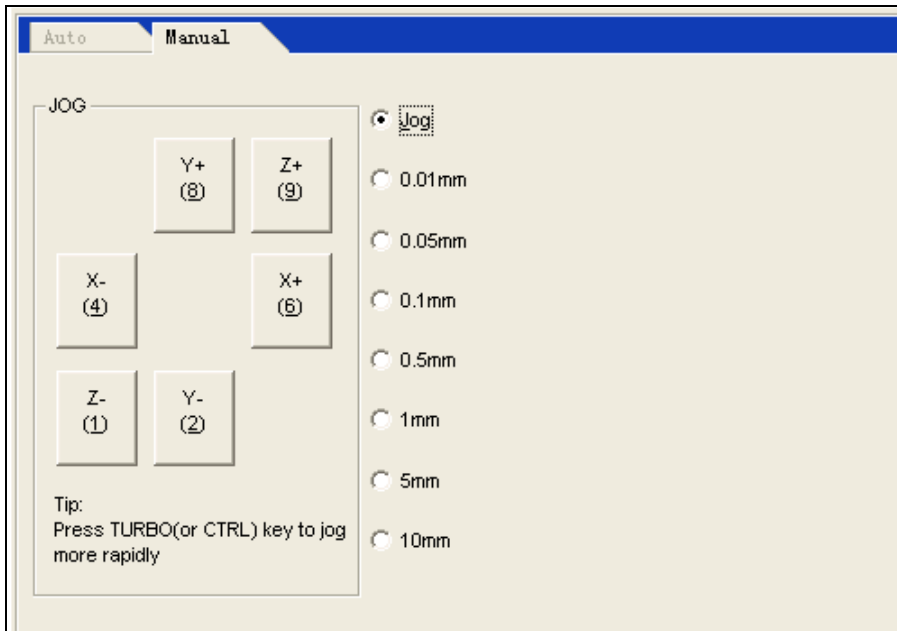 Auto Manual
JOG
Jog
Y+ Z+
(8) (9)
0.01mm
0.05mm
X- X+
(4) (6)
0.1mm
0.5mm
Z- Y-
(1) (2)
1mm
5mm
Tip:
Press TURBO(or CTRL) key to jog
more rapidly
10mm